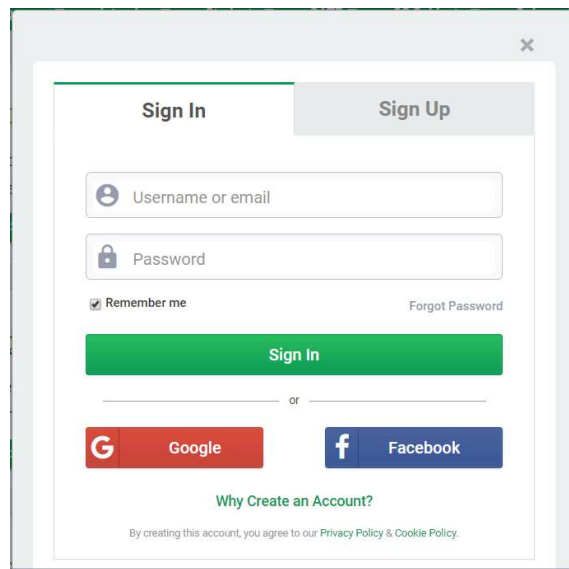 ×
Sign In Sign Up
Username or email
Password
Remember me Forgot Password
Sign In
or
G Google f Facebook
Why Create an Account?
By creating this account, you agree to our Privacy Policy & Cookie Policy.